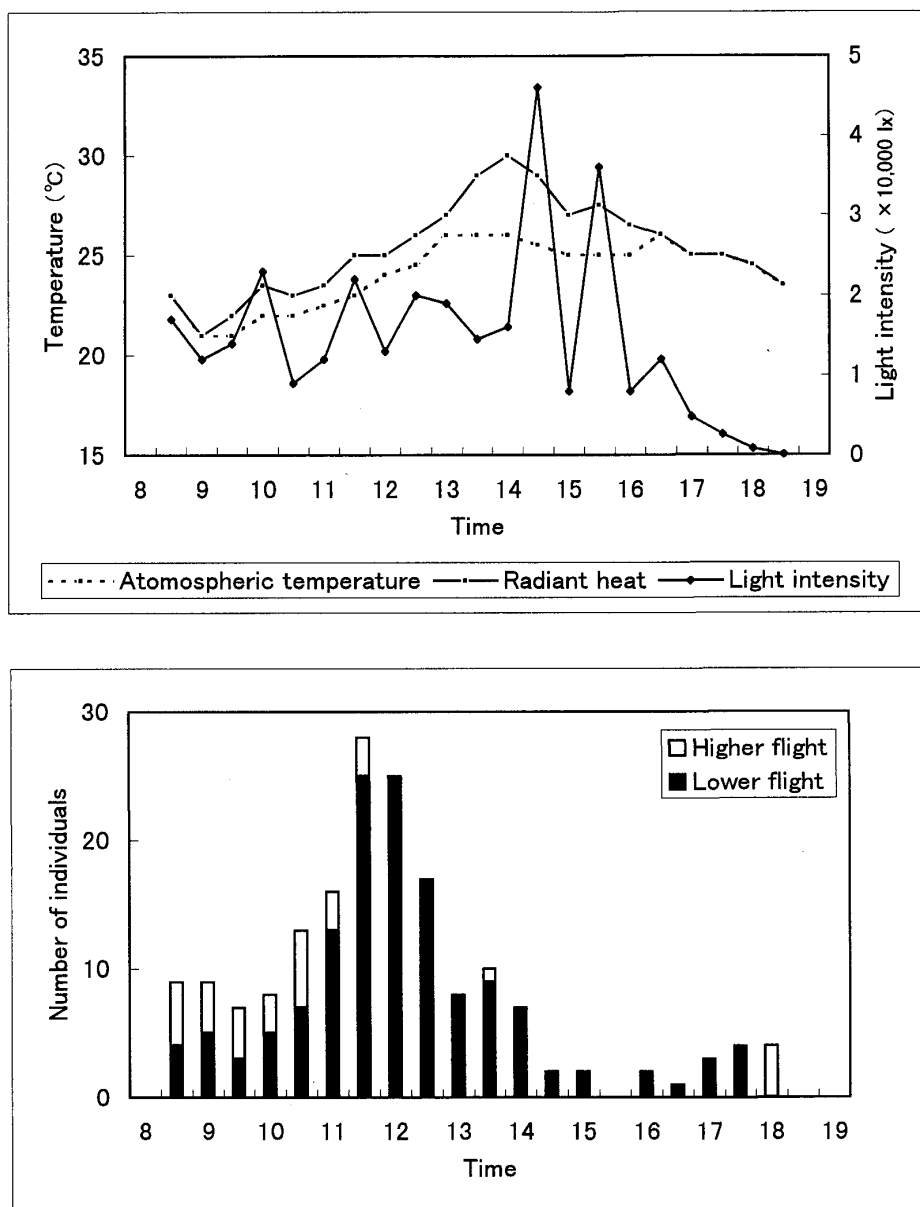 35
30
25
20
15
Temperature (℃)
5
4
3
2
1
0
Light intensity ( ×10,000 lx)
8 9 10 11 12 13 14 15 16 17 18 19
Time
Atomospheric temperature Radiant heat Light intensity
30
20
10
0
Number of individuals
Higher flight
Lower flight
8 9 10 11 12 13 14 15 16 17 18 19
Time